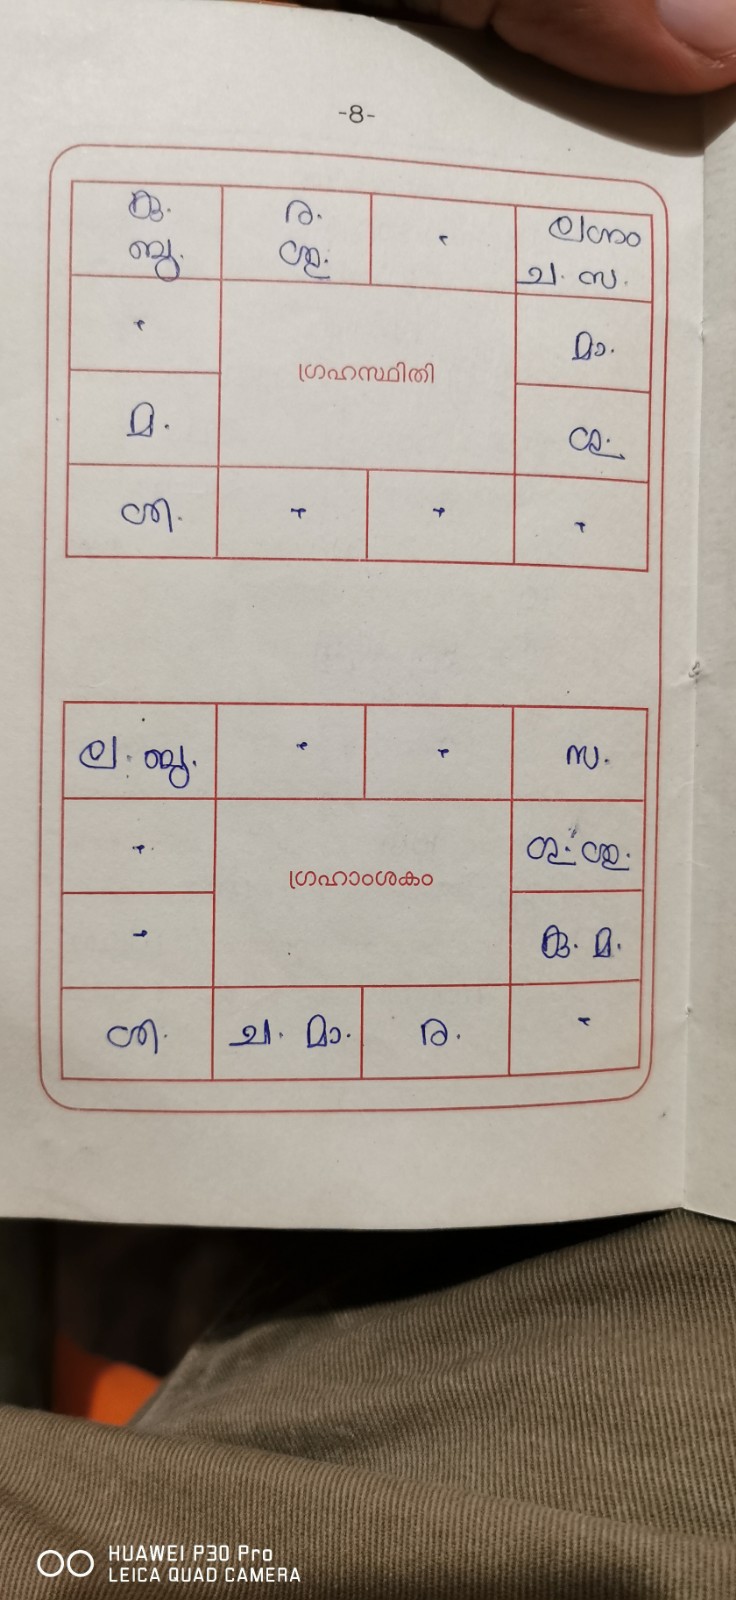 -8-
കു. ര. ലഗ്നം
ബു. ശു. ച. സ.
മാ.
ഗ്രഹസ്ഥിതി
മ.
ശി.
ല. ബു. സ.
ഗ്രഹാംശകം
കു. മ.
ശി. ച. മാ. ര.
HUAWEI P30 Pro
LEICA QUAD CAMERA